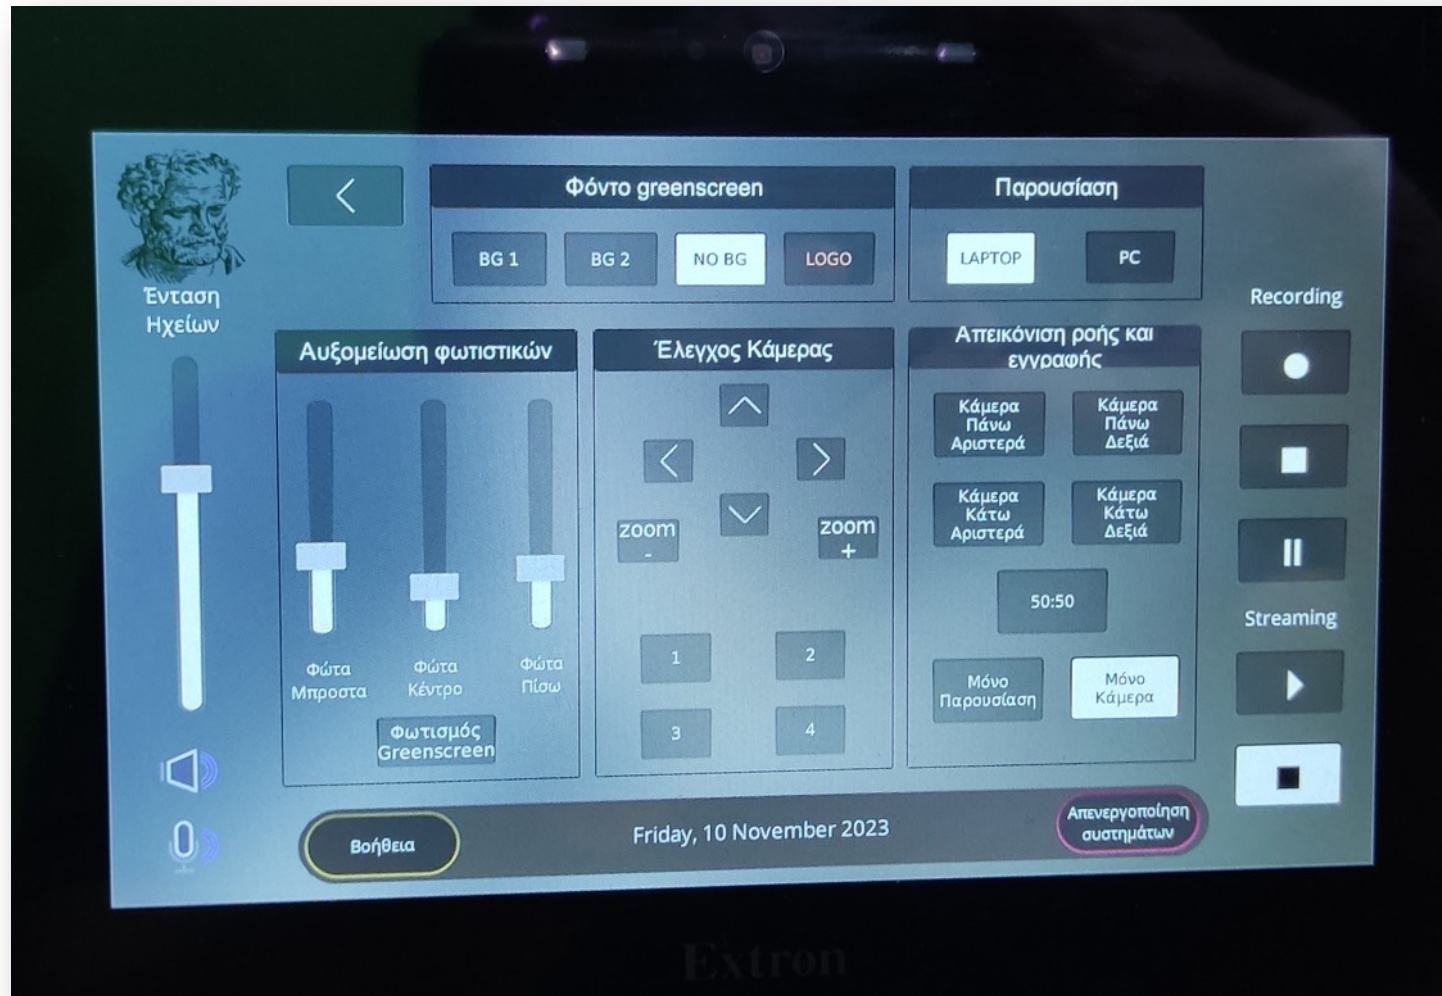 Φόντο greenscreen
BG 1
BG 2
NO BG
LOGO
Παρουσίαση
LAPTOP
PC
Ένταση
Ηχείων
Αυξομείωση φωτιστικών
Φώτα
Μπροστα
Φώτα
Κέντρο
Φώτα
Πίσω
Φωτισμός
Greenscreen
Έλεγχος Κάμερας
zoom
-
zoom
+
1
2
3
4
Απεικόνιση ροής και
εγγραφής
Κάμερα
Πάνω
Αριστερά
Κάμερα
Πάνω
Δεξιά
Κάμερα
Κάτω
Αριστερά
Κάμερα
Κάτω
Δεξιά
50:50
Μόνο
Παρουσίαση
Μόνο
Κάμερα
Recording
Streaming
Βοήθεια
Friday, 10 November 2023
Απενεργοποίηση
συστημάτων
Extron